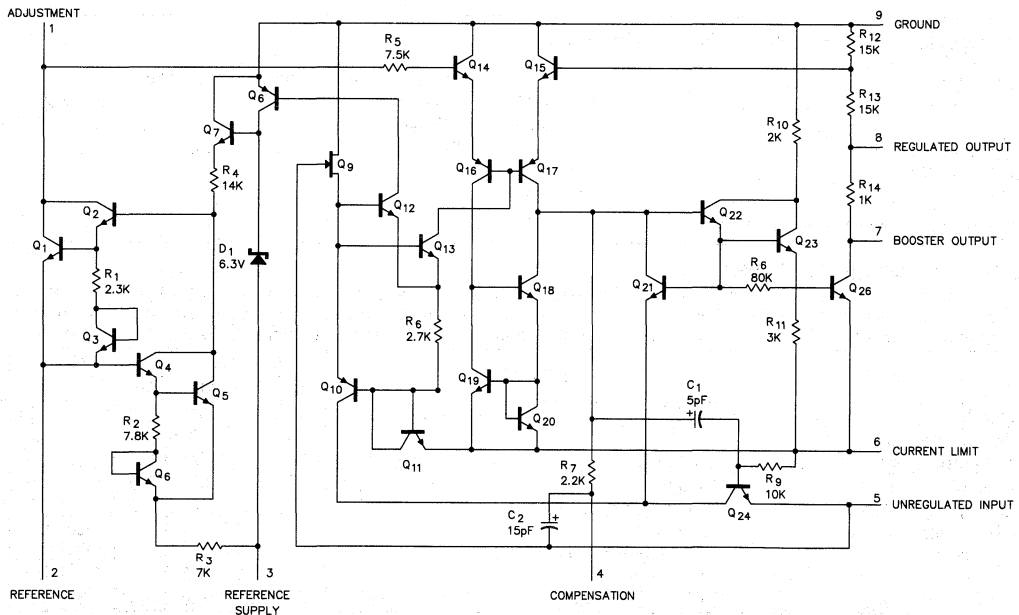 ADJUSTMENT
1
9 GROUND
R12
15K
R5
7.5K
Q14
Q15
Q6
Q7
R13
15K
R10
2K
8 REGULATED OUTPUT
Q9
Q16
Q17
R4
14K
Q12
R14
1K
Q2
Q22
Q13
Q23
7 BOOSTER OUTPUT
Q1
D1
6.3V
R6
80K
R1
2.3K
Q18
Q21
Q26
R6
2.7K
R11
3K
Q3
Q4
Q19
Q5
Q10
C1
5pF
+
Q20
R2
7.8K
6 CURRENT LIMIT
Q11
Q6
R7
2.2K
R9
10K
5 UNREGULATED INPUT
Q24
C2
15pF
+
R3
7K
2
3
4
REFERENCE
REFERENCE
SUPPLY
COMPENSATION